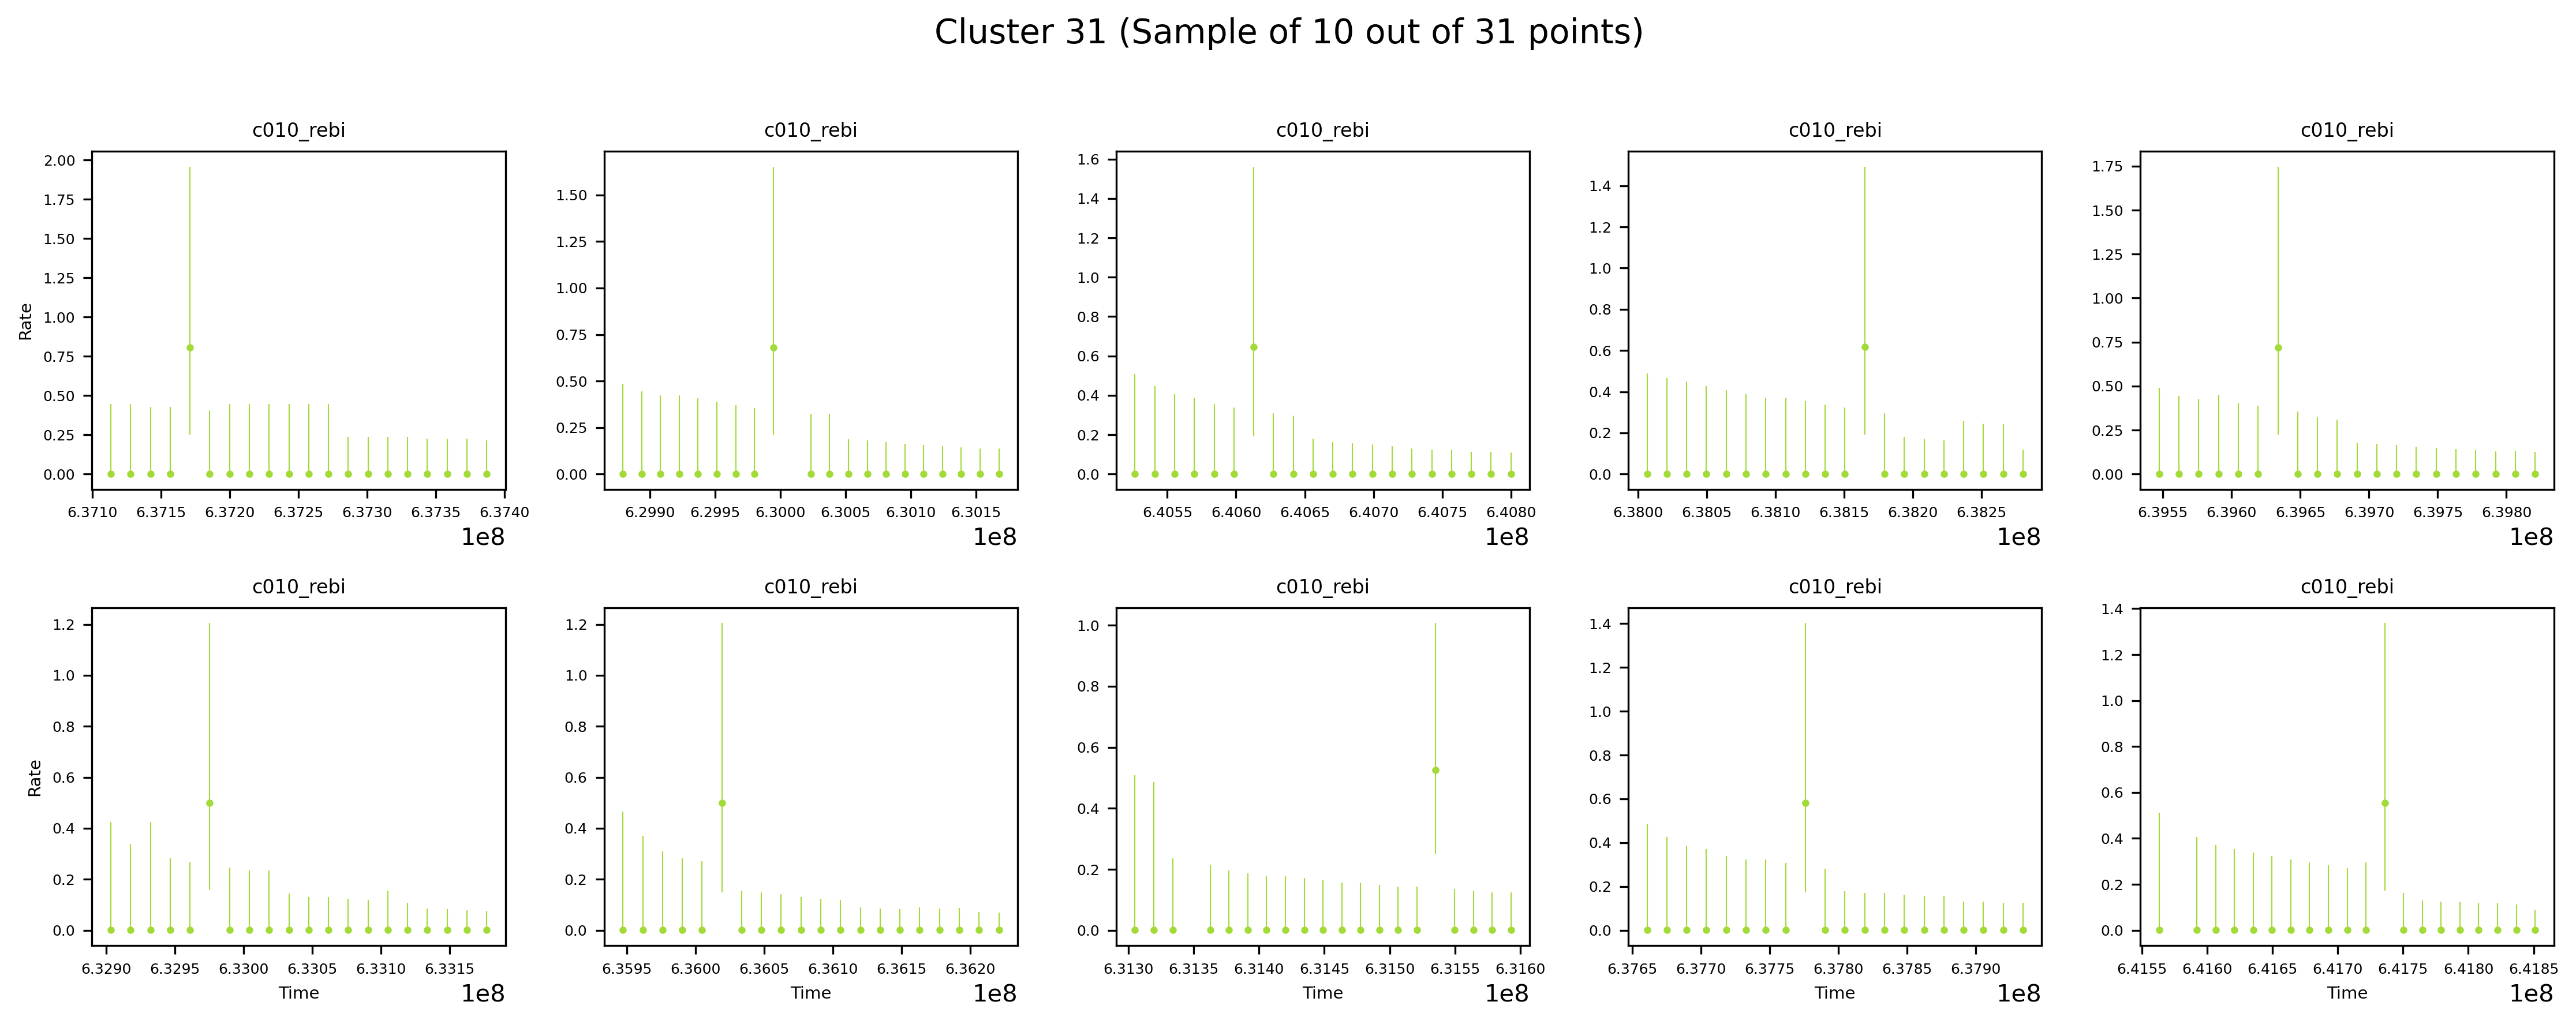 Cluster 31 (Sample of 10 out of 31 points)
c010_rebi c010_rebi c010_rebi c010_rebi c010_rebi
Rate
2.00
1.75
1.50
1.25
1.00
0.75
0.50
0.25
0.00
6.3710 6.3715 6.3720 6.3725 6.3730 6.3735 6.3740
1e8
1.50
1.25
1.00
0.75
0.50
0.25
0.00
6.2990 6.2995 6.3000 6.3005 6.3010 6.3015
1e8
1.6
1.4
1.2
1.0
0.8
0.6
0.4
0.2
0.0
6.4055 6.4060 6.4065 6.4070 6.4075 6.4080
1e8
1.4
1.2
1.0
0.8
0.6
0.4
0.2
0.0
6.3800 6.3805 6.3810 6.3815 6.3820 6.3825
1e8
1.75
1.50
1.25
1.00
0.75
0.50
0.25
0.00
6.3955 6.3960 6.3965 6.3970 6.3975 6.3980
1e8
c010_rebi c010_rebi c010_rebi c010_rebi c010_rebi
Rate
1.2
1.0
0.8
0.6
0.4
0.2
0.0
6.3290 6.3295 6.3300 6.3305 6.3310 6.3315
Time
1e8
1.2
1.0
0.8
0.6
0.4
0.2
0.0
6.3595 6.3600 6.3605 6.3610 6.3615 6.3620
Time
1e8
1.0
0.8
0.6
0.4
0.2
0.0
6.3130 6.3135 6.3140 6.3145 6.3150 6.3155 6.3160
Time
1e8
1.4
1.2
1.0
0.8
0.6
0.4
0.2
0.0
6.3765 6.3770 6.3775 6.3780 6.3785 6.3790
Time
1e8
1.4
1.2
1.0
0.8
0.6
0.4
0.2
0.0
6.4155 6.4160 6.4165 6.4170 6.4175 6.4180 6.4185
Time
1e8